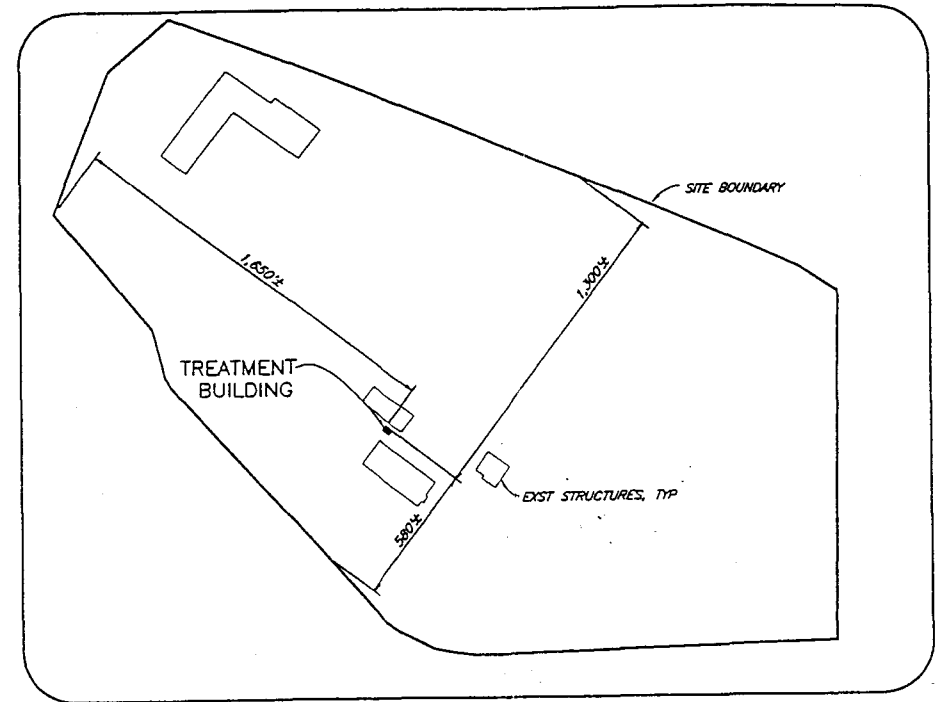 SITE BOUNDARY
1,650'±
1,300'±
TREATMENT
BUILDING
EXST STRUCTURES, TYP
580'±